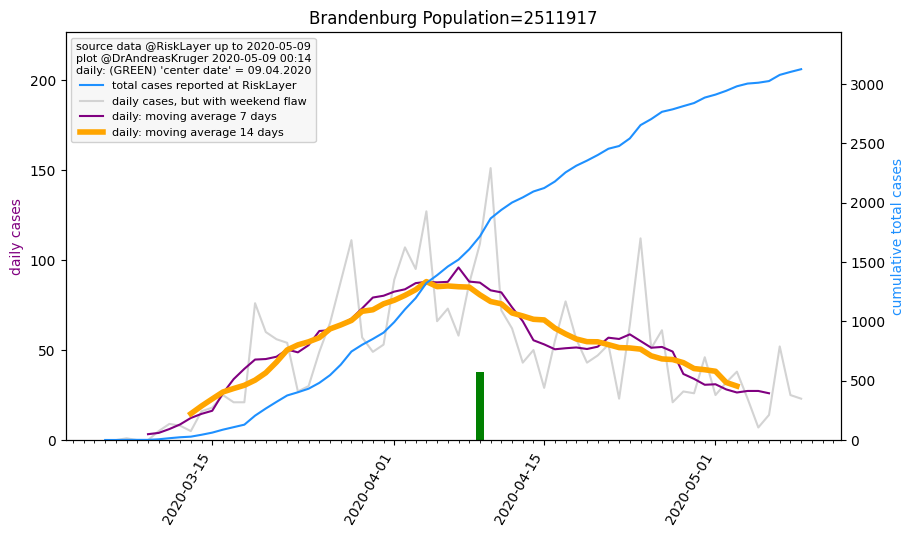 Brandenburg Population=2511917
source data @RiskLayer up to 2020-05-09
plot @DrAndreasKruger 2020-05-09 00:14
daily: (GREEN) 'center date' = 09.04.2020
total cases reported at RiskLayer
daily cases, but with weekend flaw
daily: moving average 7 days
daily: moving average 14 days
daily cases
200
150
100
50
0
cumulative total cases
3000
2500
2000
1500
1000
500
0
2020-03-15
2020-04-01
2020-04-15
2020-05-01